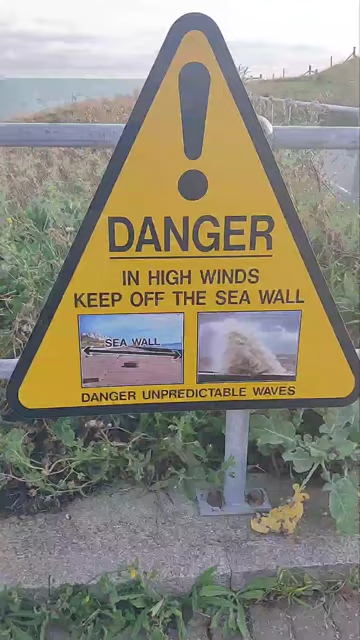 DANGER
IN HIGH WINDS
KEEP OFF THE SEA WALL
SEA WALL
DANGER UNPREDICTABLE WAVES